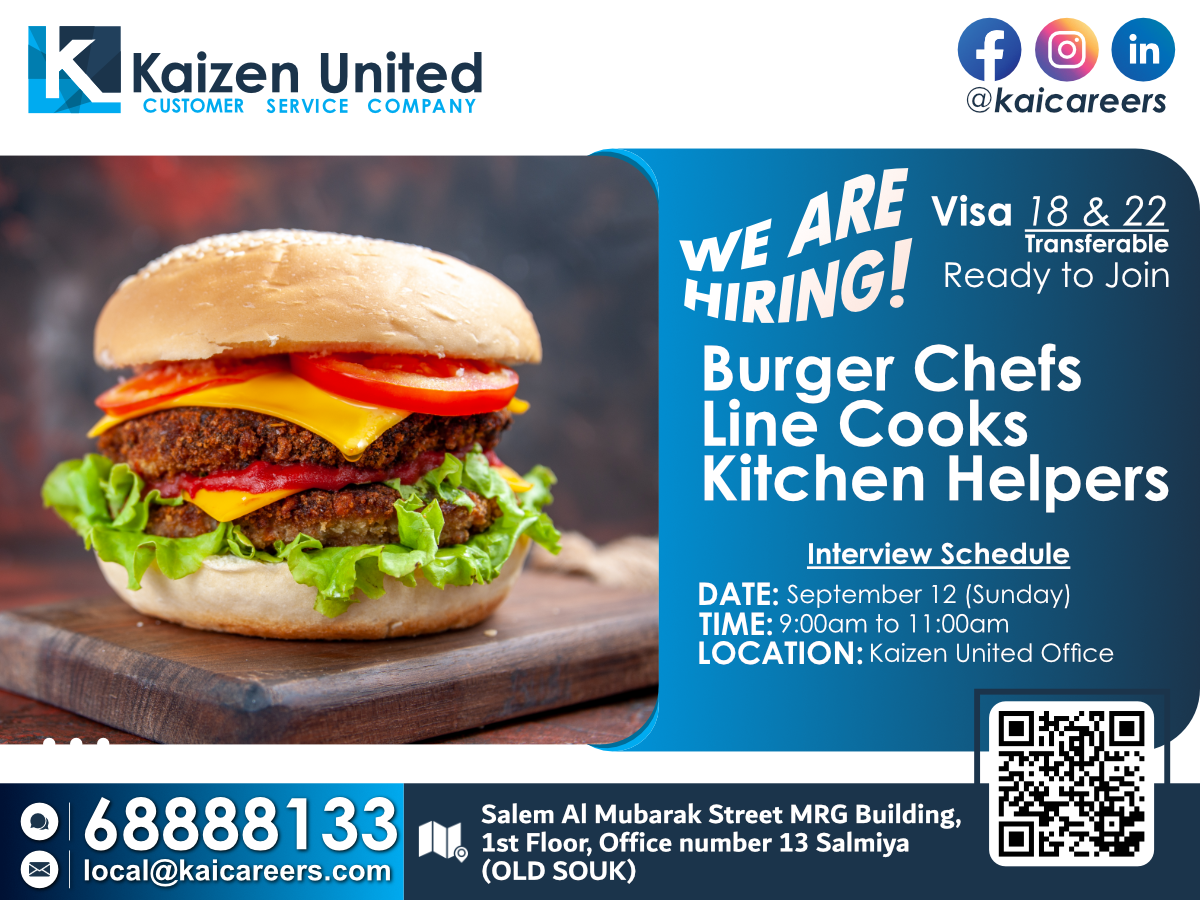 K
Kaizen United
CUSTOMER SERVICE COMPANY
f
in
@kaicareers
WE ARE
HIRING!
Visa 18 & 22
Transferable
Ready to Join
Burger Chefs
Line Cooks
Kitchen Helpers
Interview Schedule
DATE: September 12 (Sunday)
TIME: 9:00am to 11:00am
LOCATION: Kaizen United Office
68888133
local@kaicareers.com
Salem Al Mubarak Street MRG Building,
1st Floor, Office number 13 Salmiya
(OLD SOUK)